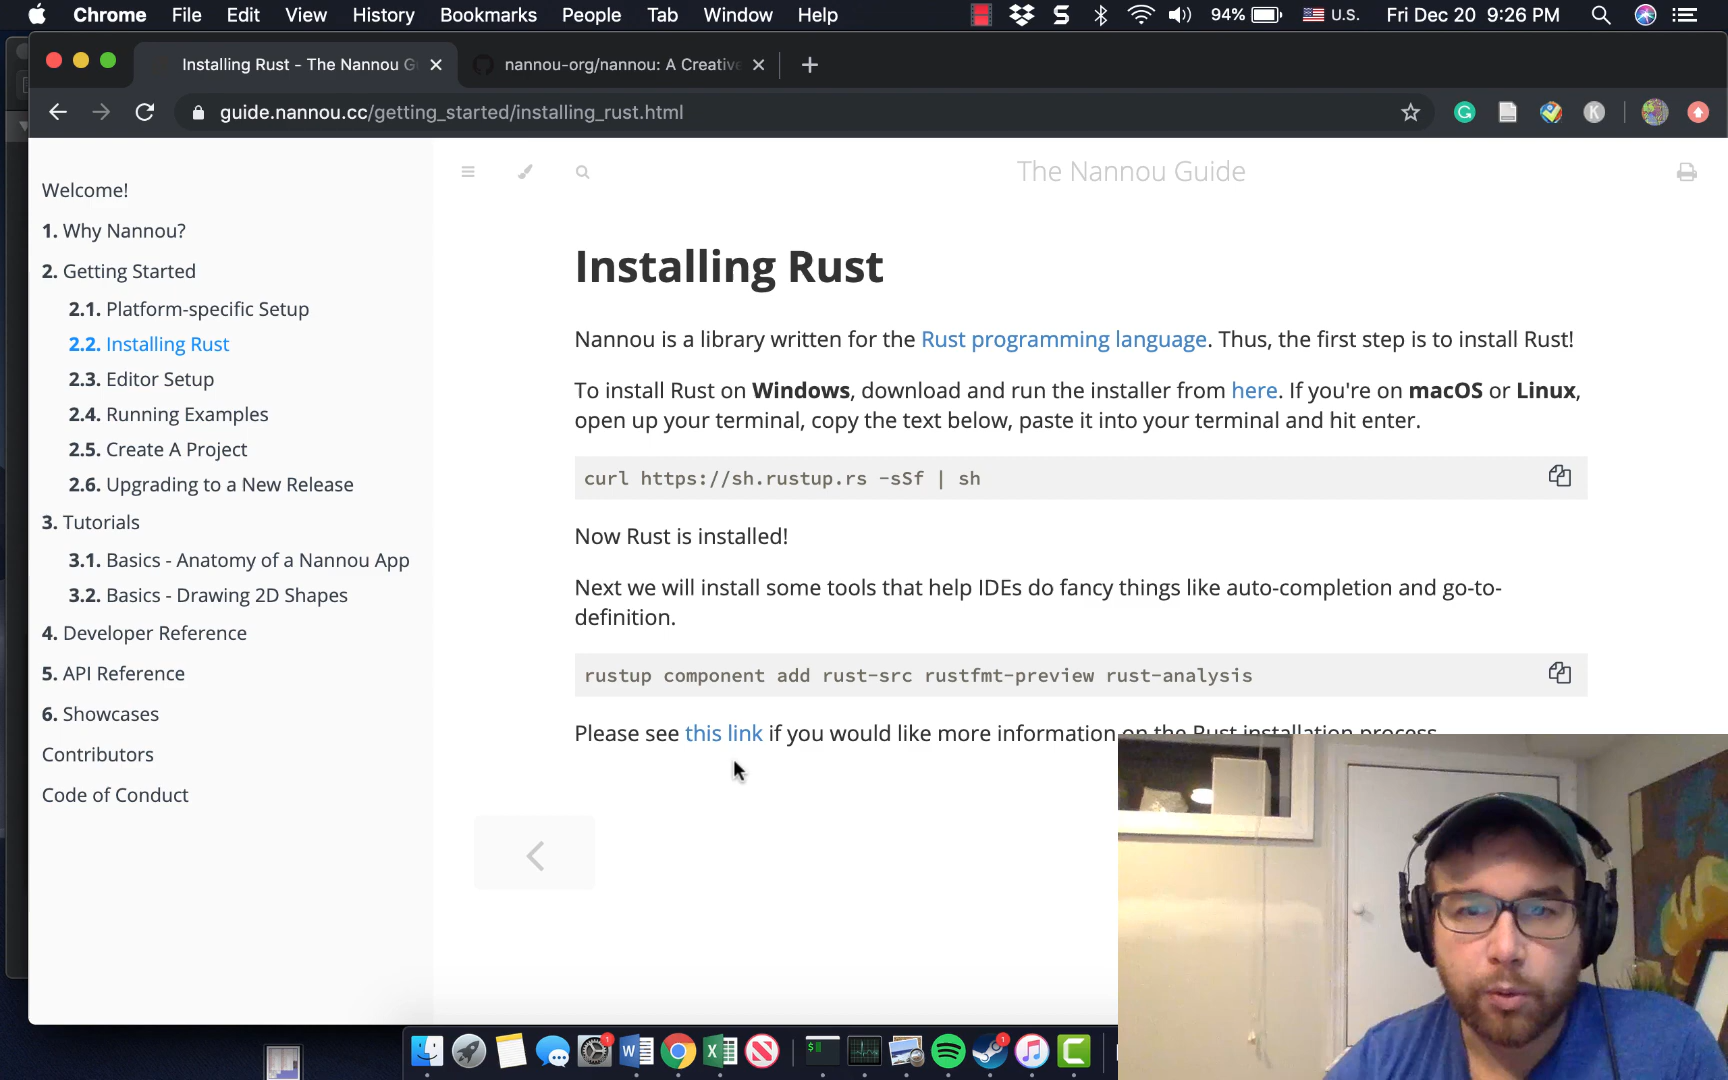 Chrome File Edit View History Bookmarks People Tab Window Help 94% U.S. Fri Dec 20 9:26 PM
Installing Rust - The Nannou G
nannou-org/nannou: A Creative
guide.nannou.cc/getting_started/installing_rust.html
The Nannou Guide
Welcome!
1. Why Nannou?
2. Getting Started
2.1. Platform-specific Setup
2.2. Installing Rust
2.3. Editor Setup
2.4. Running Examples
2.5. Create A Project
2.6. Upgrading to a New Release
3. Tutorials
3.1. Basics - Anatomy of a Nannou App
3.2. Basics - Drawing 2D Shapes
4. Developer Reference
5. API Reference
6. Showcases
Contributors
Code of Conduct
Installing Rust
Nannou is a library written for the Rust programming language. Thus, the first step is to install Rust!
To install Rust on Windows, download and run the installer from here. If you're on macOS or Linux,
open up your terminal, copy the text below, paste it into your terminal and hit enter.
curl https://sh.rustup.rs -sSf | sh
Now Rust is installed!
Next we will install some tools that help IDEs do fancy things like auto-completion and go-to-
definition.
rustup component add rust-src rustfmt-preview rust-analysis
Please see this link if you would like more information on the Rust installation process.